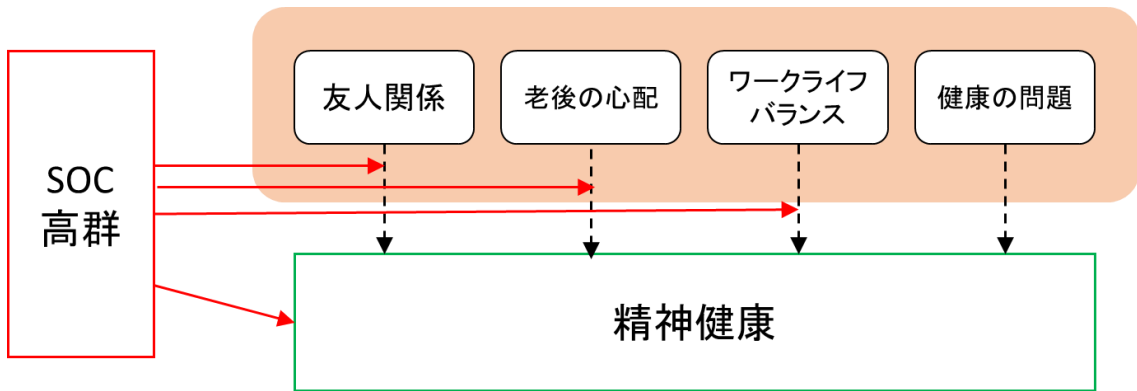 友人関係
老後の心配
ワークライフ
バランス
健康の問題
SOC
高群
精神健康